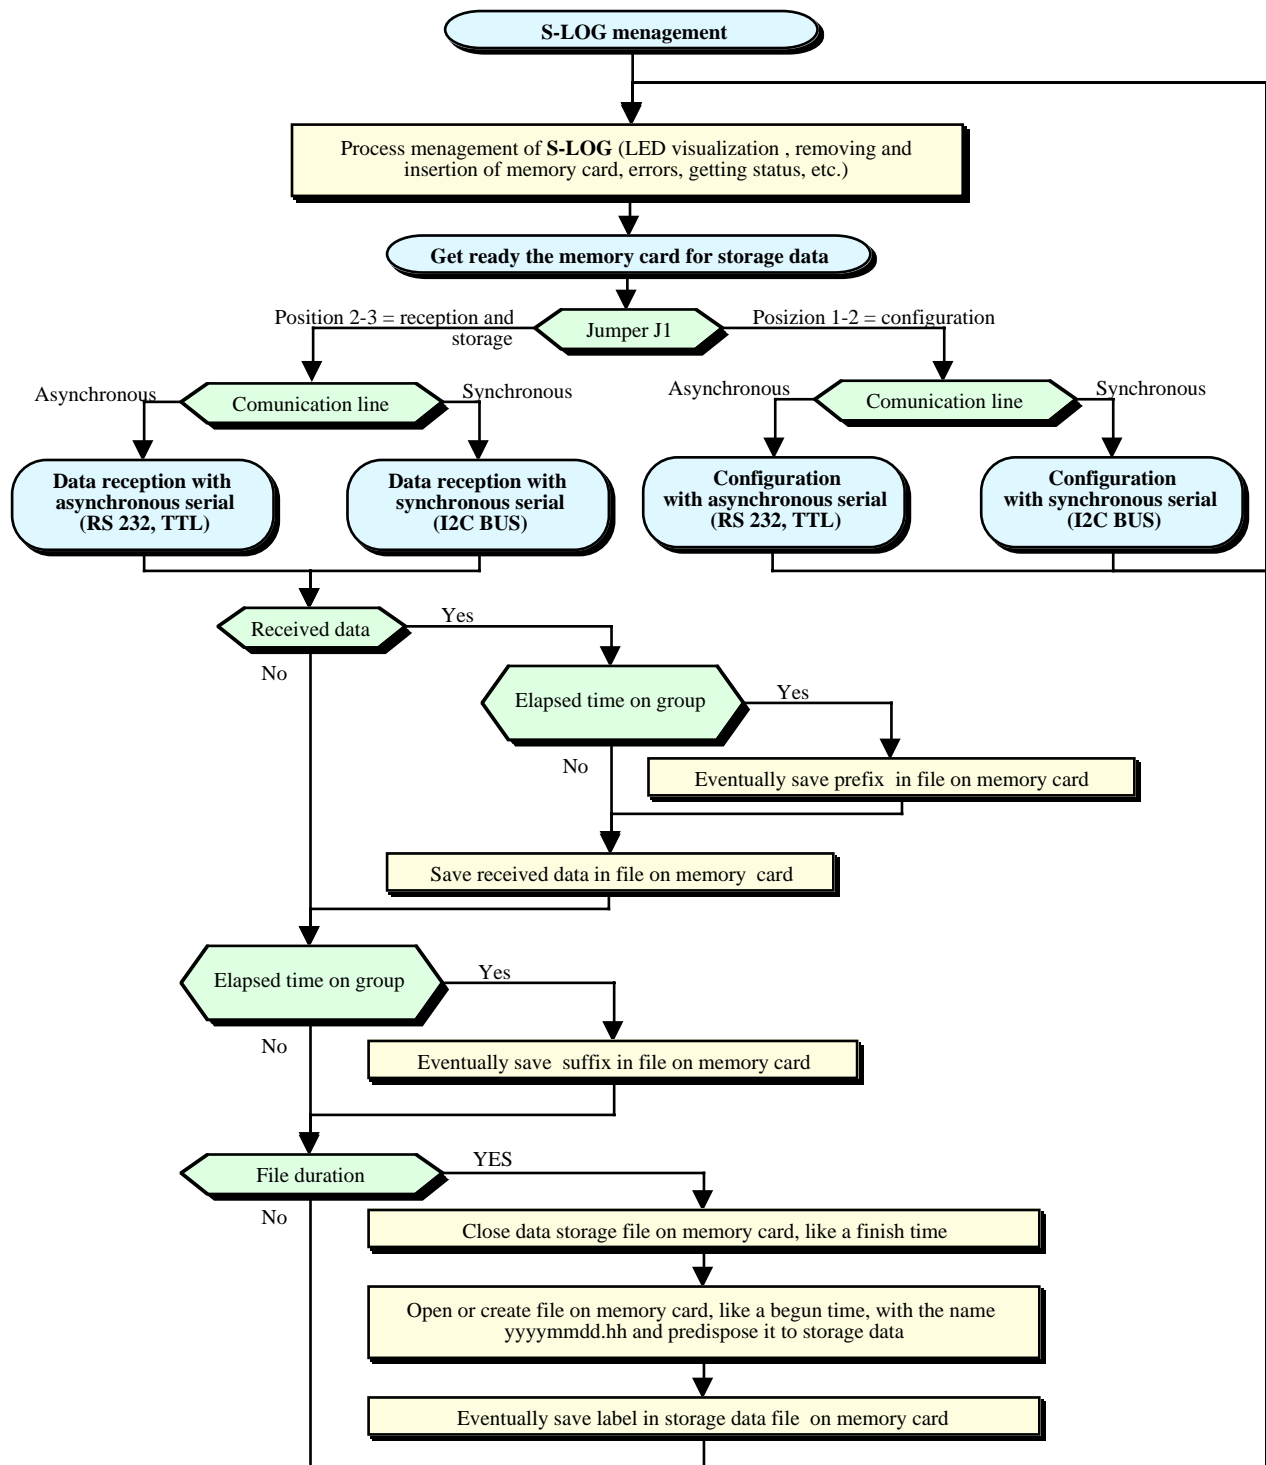 S-LOG menagement
Process menagement of S-LOG (LED visualization , removing and
insertion of memory card, errors, getting status, etc.)
Get ready the memory card for storage data
Position 2-3 = reception and
storage
Jumper J1
Posizion 1-2 = configuration
Asynchronous
Comunication line
Synchronous
Asynchronous
Comunication line
Synchronous
Data reception with
asynchronous serial
(RS 232, TTL)
Data reception with
synchronous serial
(I2C BUS)
Configuration
with asynchronous serial
(RS 232, TTL)
Configuration
with synchronous serial
(I2C BUS)
Received data
Yes
No
Elapsed time on group
Yes
No
Eventually save prefix in file on memory card
Save received data in file on memory card
Elapsed time on group
Yes
No
Eventually save suffix in file on memory card
File duration
YES
No
Close data storage file on memory card, like a finish time
Open or create file on memory card, like a begun time, with the name
yyyymmdd.hh and predispose it to storage data
Eventually save label in storage data file on memory card